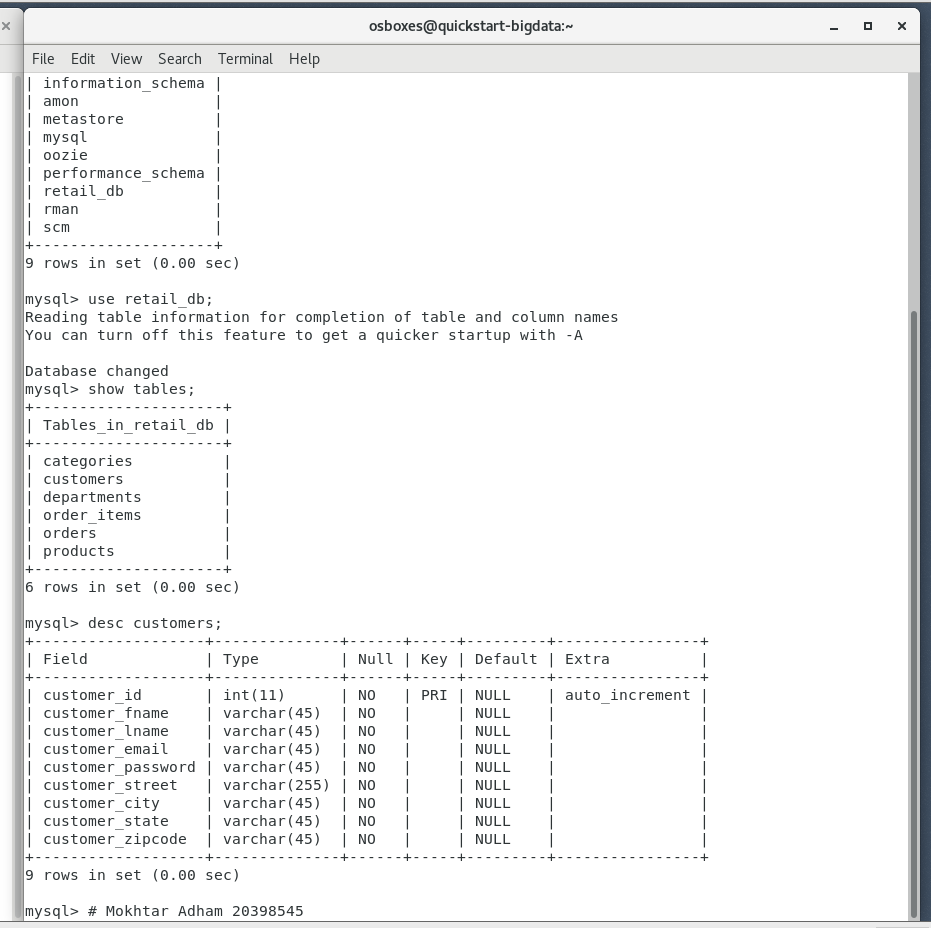 osboxes@quickstart-bigdata:~
File Edit View Search Terminal Help
| information_schema |
| amon               |
| metastore          |
| mysql              |
| oozie              |
| performance_schema |
| retail_db          |
| rman               |
| scm                |
+--------------------+
9 rows in set (0.00 sec)

mysql> use retail_db;
Reading table information for completion of table and column names
You can turn off this feature to get a quicker startup with -A

Database changed
mysql> show tables;
+---------------------+
| Tables_in_retail_db |
+---------------------+
| categories          |
| customers           |
| departments         |
| order_items         |
| orders              |
| products            |
+---------------------+
6 rows in set (0.00 sec)

mysql> desc customers;
+-------------------+--------------+------+-----+---------+----------------+
| Field             | Type         | Null | Key | Default | Extra          |
+-------------------+--------------+------+-----+---------+----------------+
| customer_id       | int(11)      | NO   | PRI | NULL    | auto_increment |
| customer_fname    | varchar(45)  | NO   |     | NULL    |                |
| customer_lname    | varchar(45)  | NO   |     | NULL    |                |
| customer_email    | varchar(45)  | NO   |     | NULL    |                |
| customer_password | varchar(45)  | NO   |     | NULL    |                |
| customer_street   | varchar(255) | NO   |     | NULL    |                |
| customer_city     | varchar(45)  | NO   |     | NULL    |                |
| customer_state    | varchar(45)  | NO   |     | NULL    |                |
| customer_zipcode  | varchar(45)  | NO   |     | NULL    |                |
+-------------------+--------------+------+-----+---------+----------------+
9 rows in set (0.00 sec)

mysql> # Mokhtar Adham 20398545